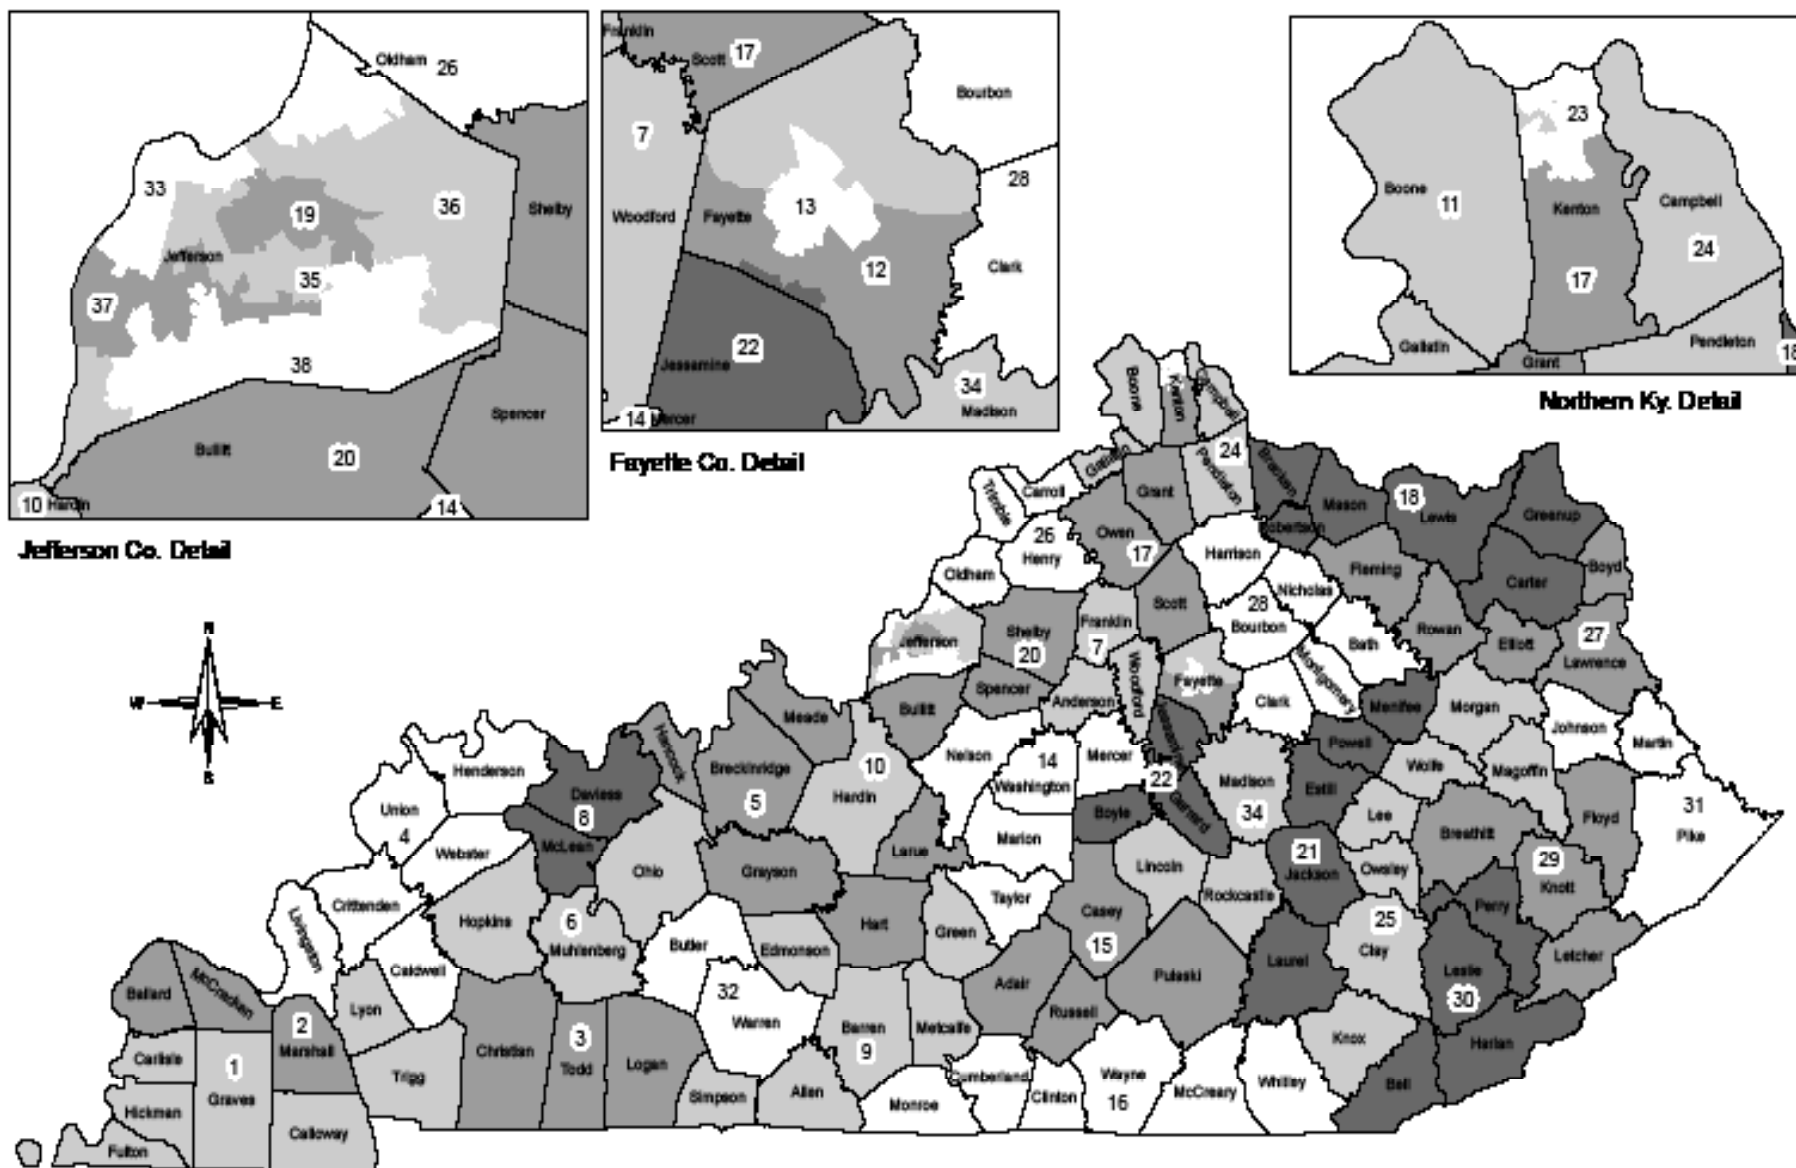 Oldham 26
33
19
36
Shelby
Jefferson
35
37
38
Spencer
Bullitt
20
10 Hardin
14
Jefferson Co. Detail
Franklin
Scott 17
Bourbon
7
28
Woodford
Fayette
13
12
Clark
22
Jessamine
34
Madison
14 Mercer
Fayette Co. Detail
23
Boone 11
Kenton
Campbell
24
17
Gallatin
Grant
Pendleton
18
Northern Ky. Detail
N
W
E
S
Boone
Kenton
Campbell
Gallatin
24
Pendleton
Bracken
Trimble
Carroll
Grant
Mason
18
Lewis
Greenup
Robertson
26
Henry
Owen
17
Harrison
Oldham
Fleming
Carter
Boyd
Nicholas
Scott
28
Bourbon
Shelby
20
Franklin
7
Jefferson
Rowan
Elliott
27
Lawrence
Bath
Montgomery
Woodford
Fayette
Spencer
Anderson
Clark
Menifee
Morgan
Bullitt
Meade
Hancock
Johnson
Martin
Jessamine
Powell
Nelson
14
Washington
Mercer
22
Madison
34
Estill
Wolfe
Magoffin
Henderson
Breckinridge
5
10
Hardin
Daviess
8
Union
4
Garrard
Boyle
Lee
Floyd
31
Pike
Breathitt
McLean
Webster
Marion
Larue
Ohio
Grayson
Lincoln
21
Jackson
Owsley
29
Knott
Rockcastle
Crittenden
Taylor
Perry
Livingston
Hopkins
6
Muhlenberg
Butler
Edmonson
Hart
Green
Casey
15
25
Clay
Letcher
Caldwell
Laurel
Leslie
30
Pulaski
Adair
Ballard
McCracken
Lyon
32
Warren
Russell
2
Marshall
Carlisle
1
Graves
Christian
3
Todd
Logan
Barren
9
Metcalfe
Knox
Harlan
Trigg
Hickman
Simpson
Allen
Monroe
Cumberland
Clinton
Wayne
16
McCreary
Whitley
Bell
Calloway
Fulton